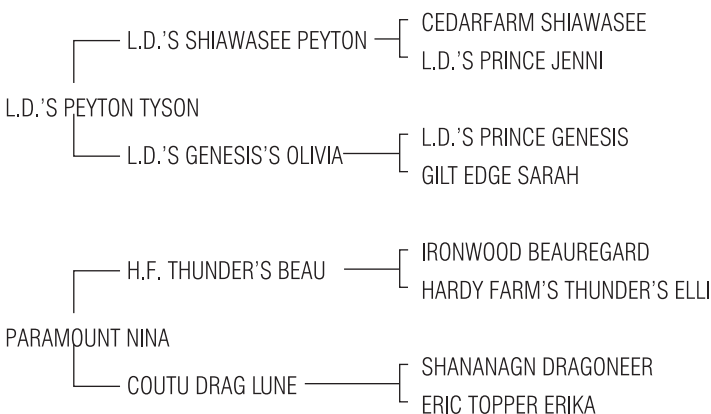 CEDARFARM SHIAWASEE
L.D.'S SHIAWASEE PEYTON
L.D.'S PRINCE JENNI
L.D.'S PEYTON TYSON
L.D.'S PRINCE GENESIS
L.D.'S GENESIS'S OLIVIA
GILT EDGE SARAH
IRONWOOD BEAUREGARD
H.F. THUNDER'S BEAU
HARDY FARM'S THUNDER'S ELLI
PARAMOUNT NINA
SHANANAGN DRAGONEER
COUTU DRAG LUNE
ERIC TOPPER ERIKA